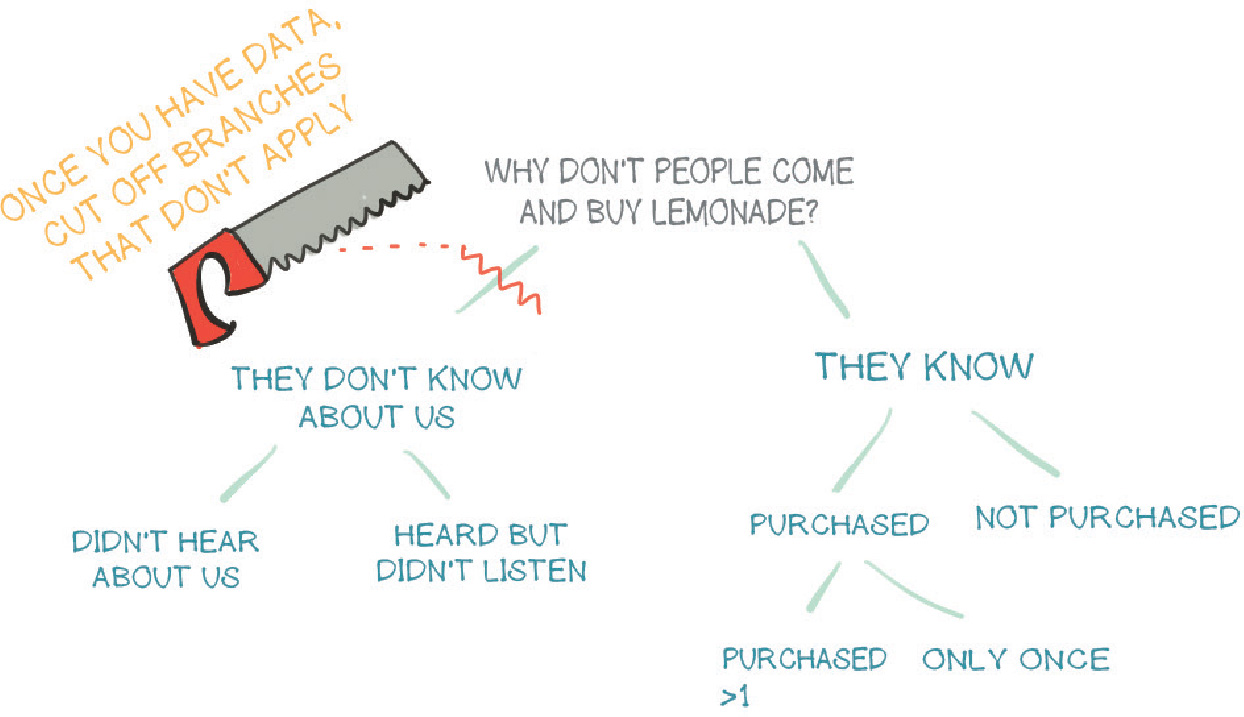 ONCE YOU HAVE DATA,
CUT OFF BRANCHES
THAT DON'T APPLY
WHY DON'T PEOPLE COME
AND BUY LEMONADE?
THEY DON'T KNOW
ABOUT US
THEY KNOW
DIDN'T HEAR
ABOUT US
HEARD BUT
DIDN'T LISTEN
PURCHASED
NOT PURCHASED
PURCHASED
>1
ONLY ONCE